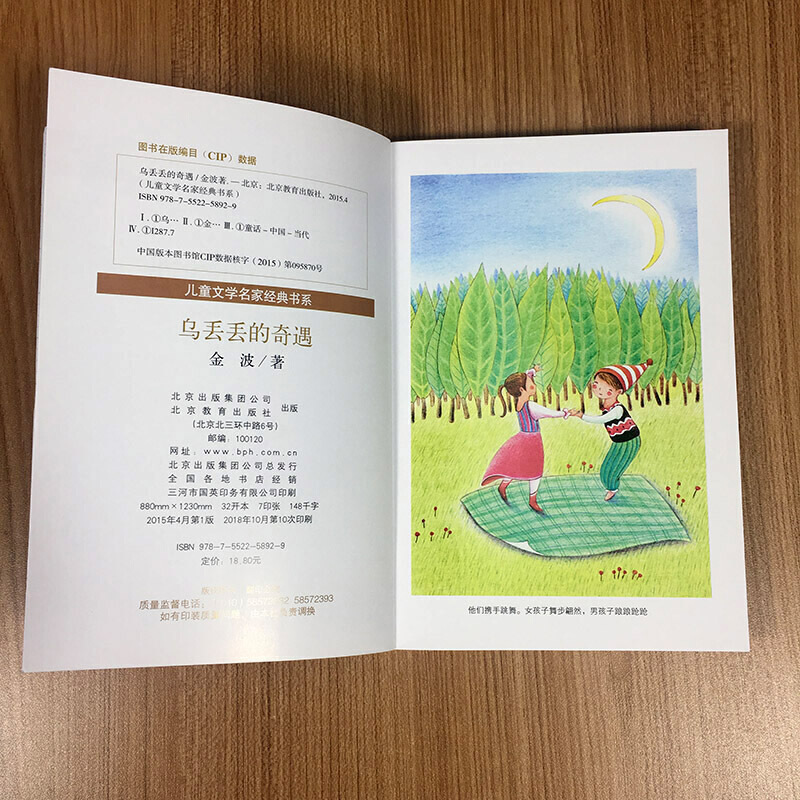 图书在版编目（CIP）数据
乌丢丢的奇遇/金波著.—北京：北京教育出版社，2015.4
（儿童文学名家经典书系）
ISBN 978-7-5522-5892-9
Ⅰ.①乌… Ⅱ.①金… Ⅲ.①童话-中国-当代
Ⅳ.①I287.7
中国版本图书馆CIP数据核字（2015）第095870号
儿童文学名家经典书系
乌丢丢的奇遇
金 波/著
北京出版集团公司
北京教育出版社 出版
(北京北三环中路6号)
邮编：100120
网址：www.bph.com.cn
北京出版集团公司总发行
全国各地书店经销
三河市国英印务有限公司印刷
880mm×1230mm 32开本 7印张 148千字
2015年4月第1版 2018年10月第10次印刷
ISBN 978-7-5522-5892-9
定价：18.80元
质量监督电话： 58572393
如有印装质 负责调换
他们携手跳舞。女孩子舞步翩然，男孩子踉踉跄跄